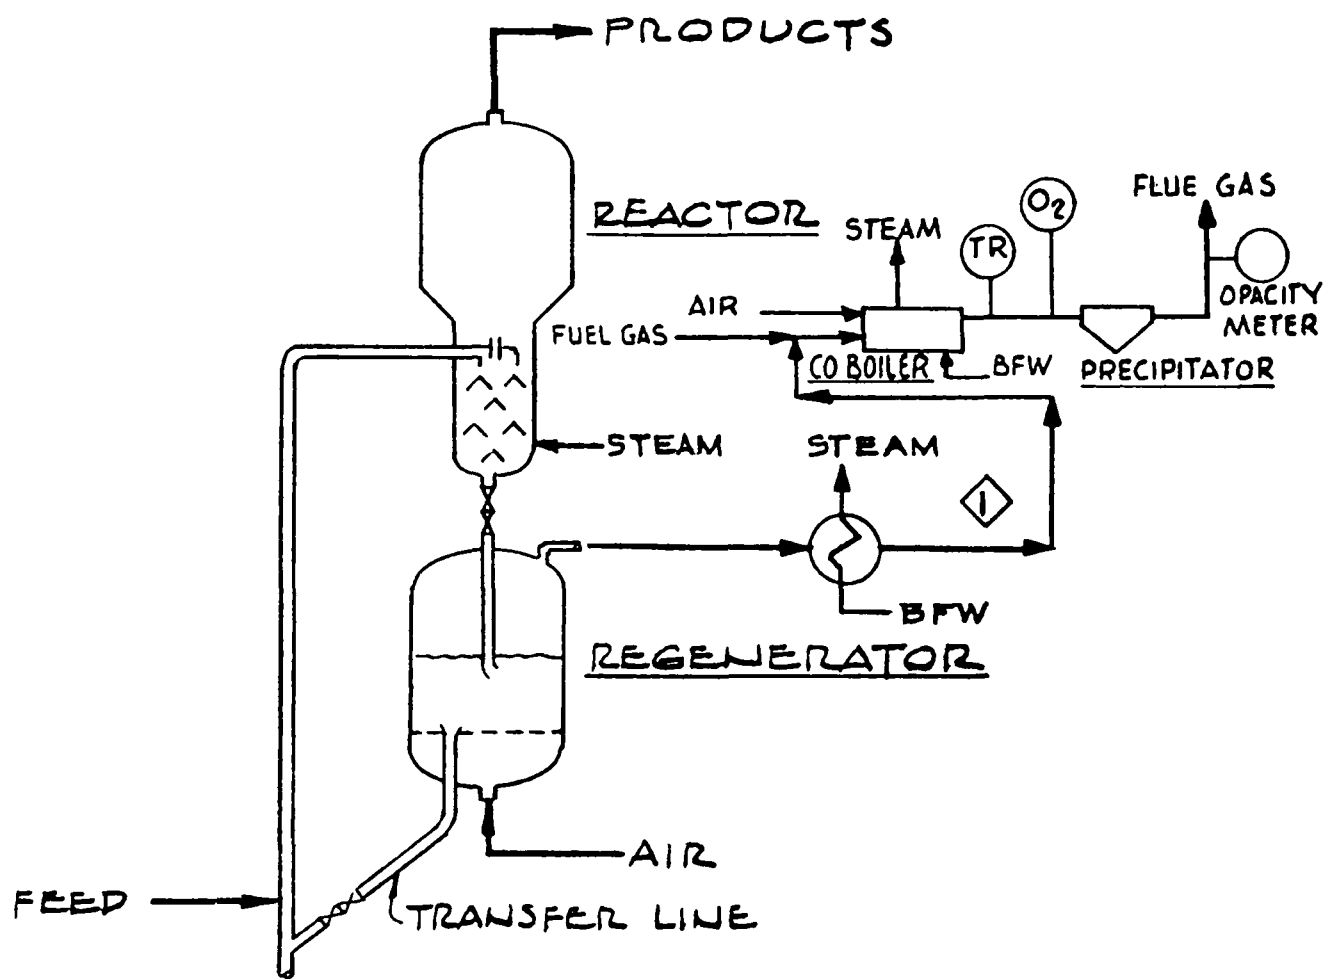 PRODUCTS
REACTOR
STEAM
TR
O2
FLUE GAS
OPACITY
METER
AIR
FUEL GAS
CO BOILER
BFW
PRECIPITATOR
STEAM
STEAM
1
BFW
REGENERATOR
AIR
FEED
TRANSFER LINE